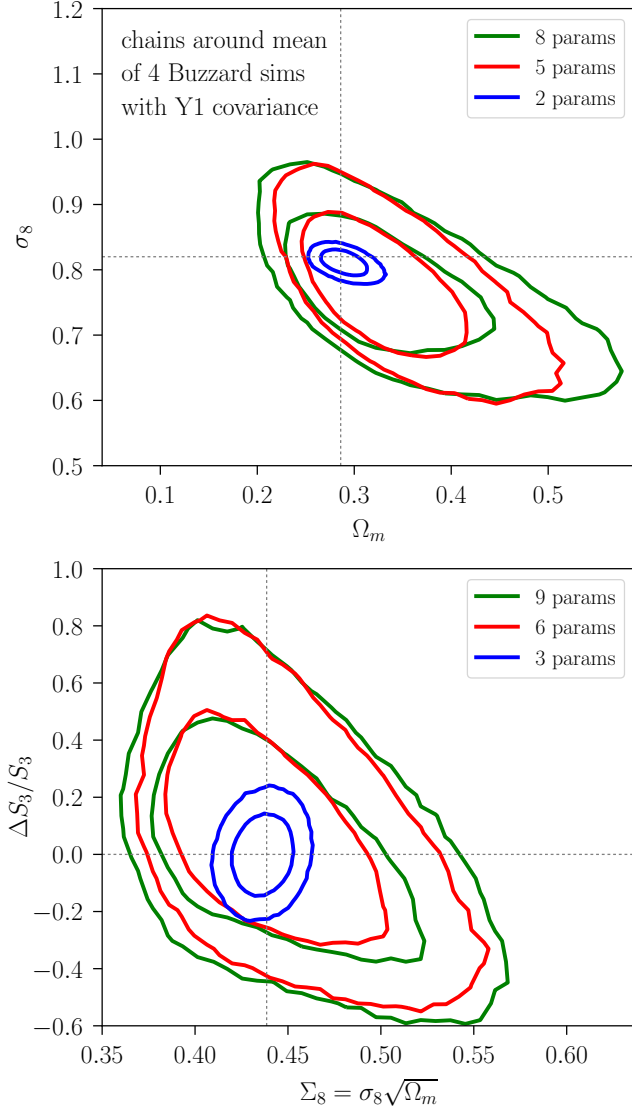 1.2
1.1
1.0
0.9
0.8
0.7
0.6
0.5
σ8
chains around mean
of 4 Buzzard sims
with Y1 covariance
8 params
5 params
2 params
0.1 0.2 0.3 0.4 0.5
Ωm
1.0
0.8
0.6
0.4
0.2
0.0
−0.2
−0.4
−0.6
ΔS3/S3
9 params
6 params
3 params
0.35 0.40 0.45 0.50 0.55 0.60
Σ8 = σ8√Ωm